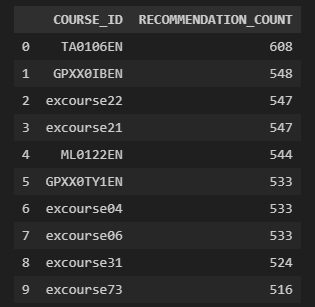 COURSE_ID RECOMMENDATION_COUNT
0 TA0106EN 608
1 GPXX0IBEN 548
2 excourse22 547
3 excourse21 547
4 ML0122EN 544
5 GPXX0TY1EN 533
6 excourse04 533
7 excourse06 533
8 excourse31 524
9 excourse73 516